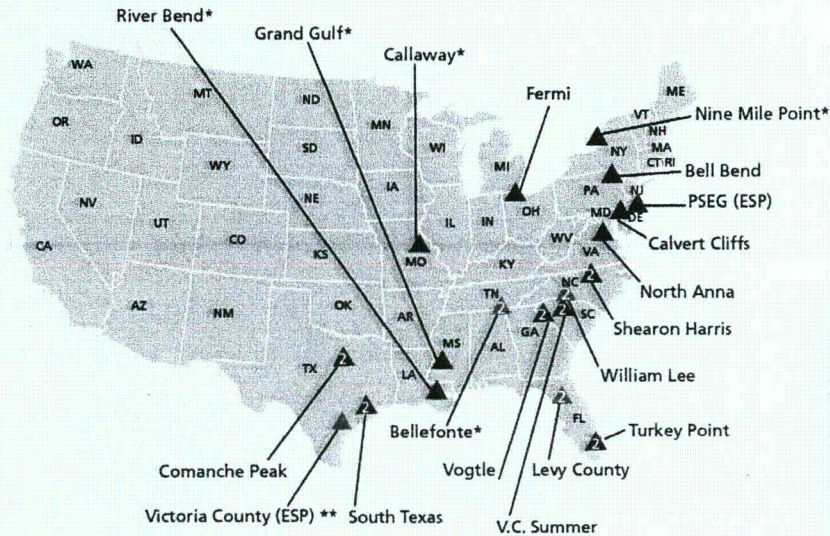 River Bend*
Grand Gulf*
Callaway*
Fermi
Nine Mile Point*
Bell Bend
PSEG (ESP)
Calvert Cliffs
North Anna
Shearon Harris
William Lee
Turkey Point
Levy County
V.C. Summer
Vogtle
Bellefonte*
South Texas
Victoria County (ESP) **
Comanche Peak
WA
MT
ND
MN
ME
VT
NH
OR
ID
SD
WI
MI
NY
MA
CT RI
WY
IA
PA
NJ
NV
NE
OH
UT
IL
IN
MD
DE
CA
CO
KS
MO
WV
VA
KY
NC
AZ
NM
OK
AR
TN
SC
TX
LA
MS
AL
GA
FL
2
2
2
2
2
2
2
2
2